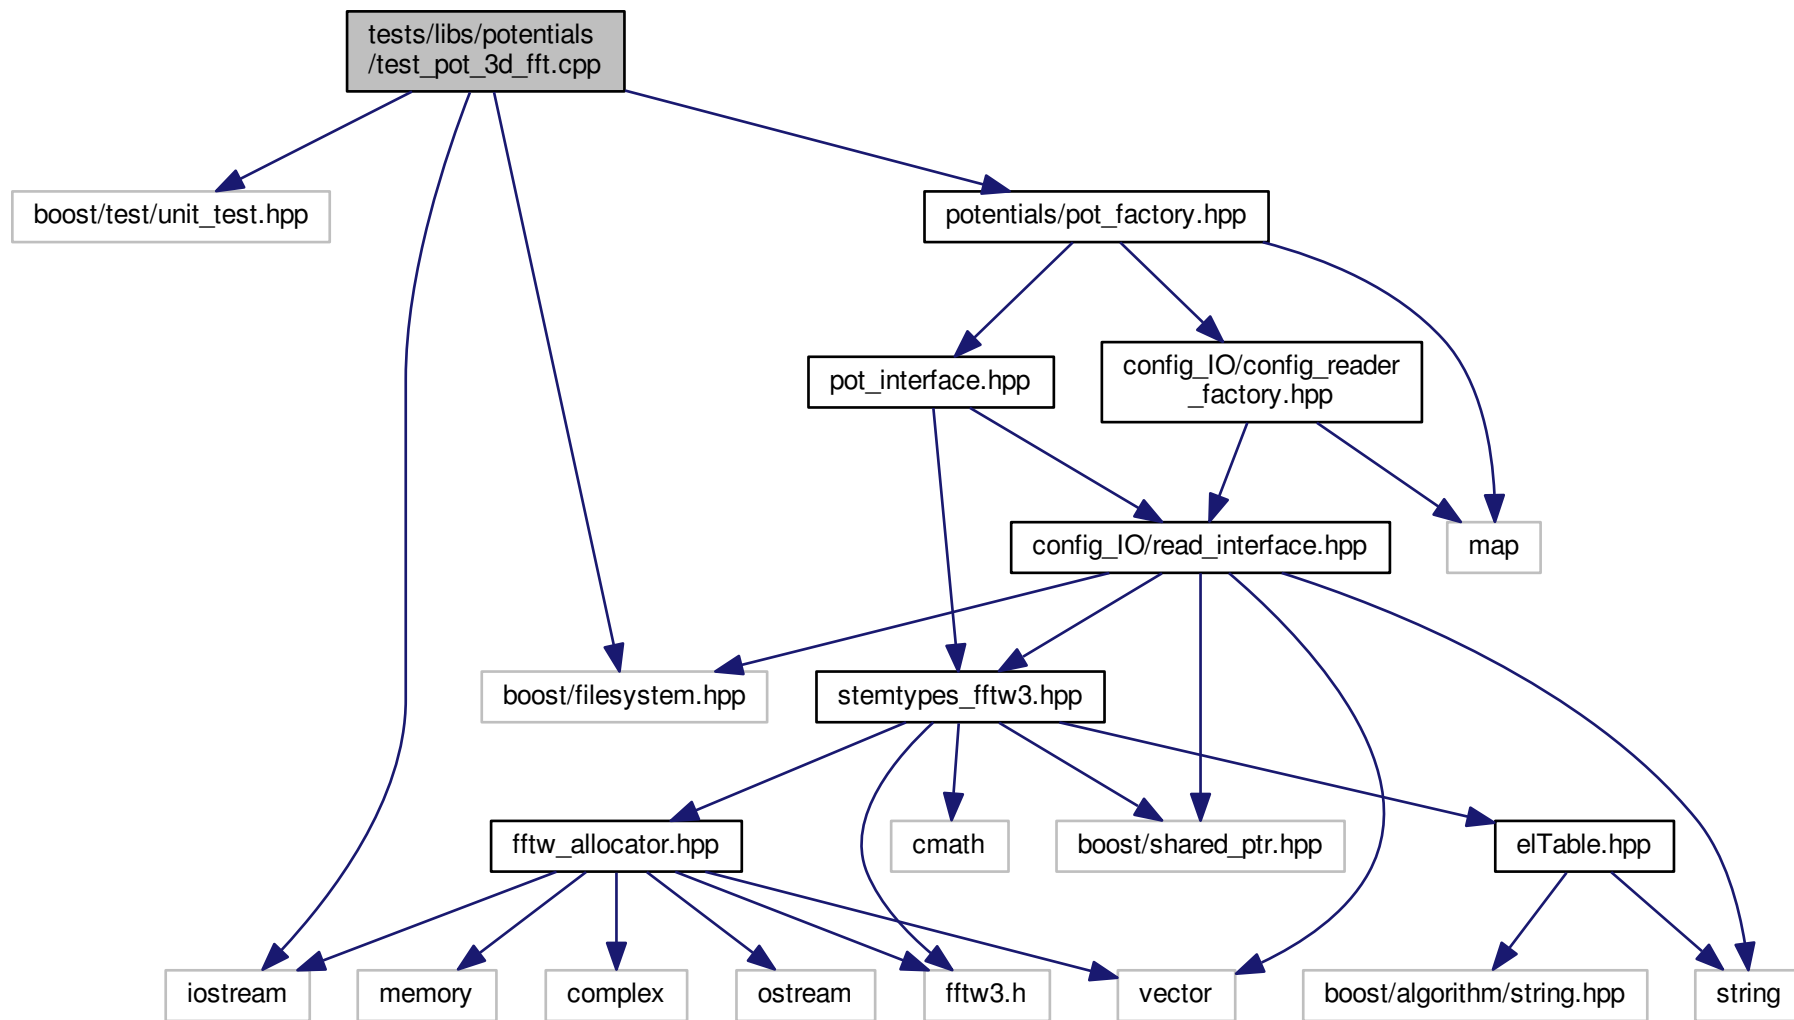 tests/libs/potentials
/test_pot_3d_fft.cpp
boost/test/unit_test.hpp
potentials/pot_factory.hpp
pot_interface.hpp
config_IO/config_reader
_factory.hpp
config_IO/read_interface.hpp
map
boost/filesystem.hpp
stemtypes_fftw3.hpp
fftw_allocator.hpp
cmath
boost/shared_ptr.hpp
elTable.hpp
iostream
memory
complex
ostream
fftw3.h
vector
boost/algorithm/string.hpp
string